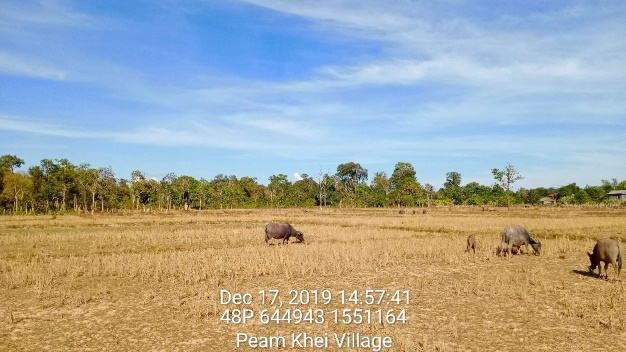 Dec 17, 2019 14:57:41
48P 644943 1551164
Peam Khei Village